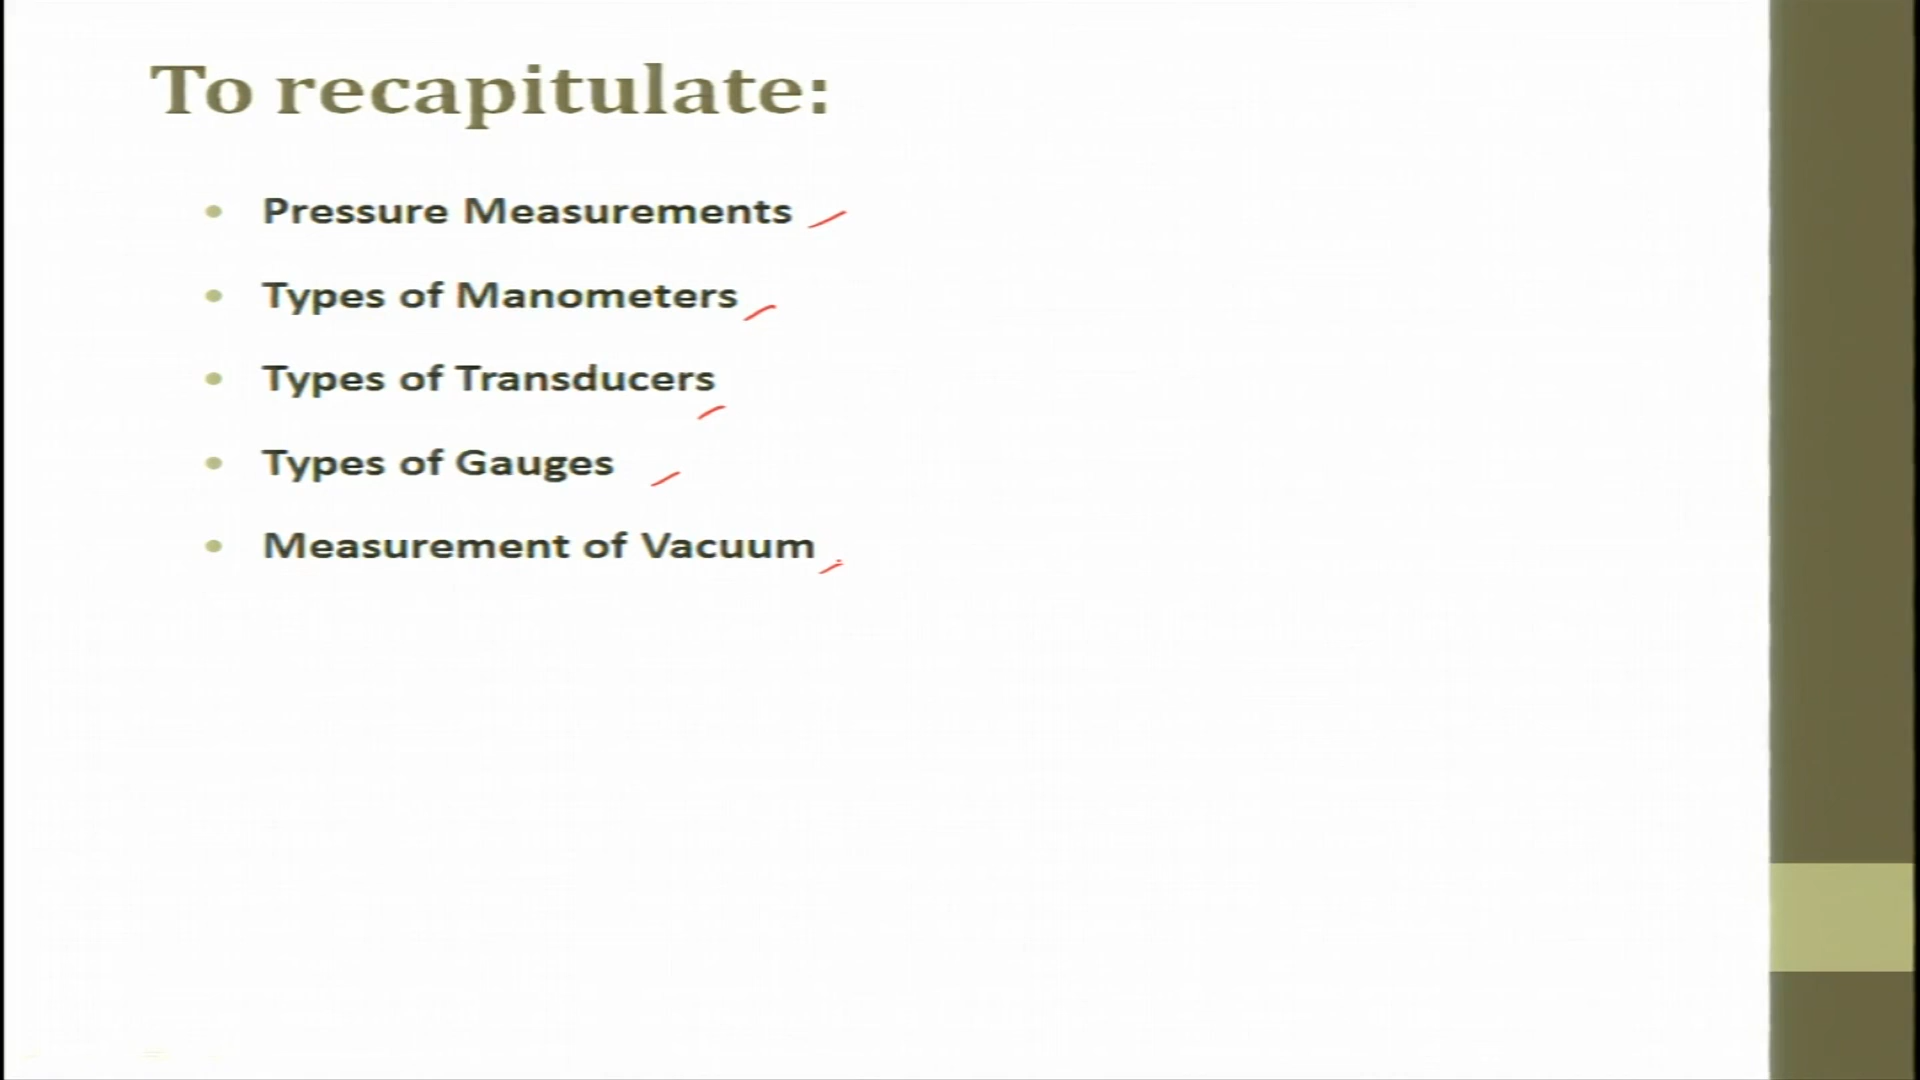 To recapitulate:
Pressure Measurements
Types of Manometers
Types of Transducers
Types of Gauges
Measurement of Vacuum